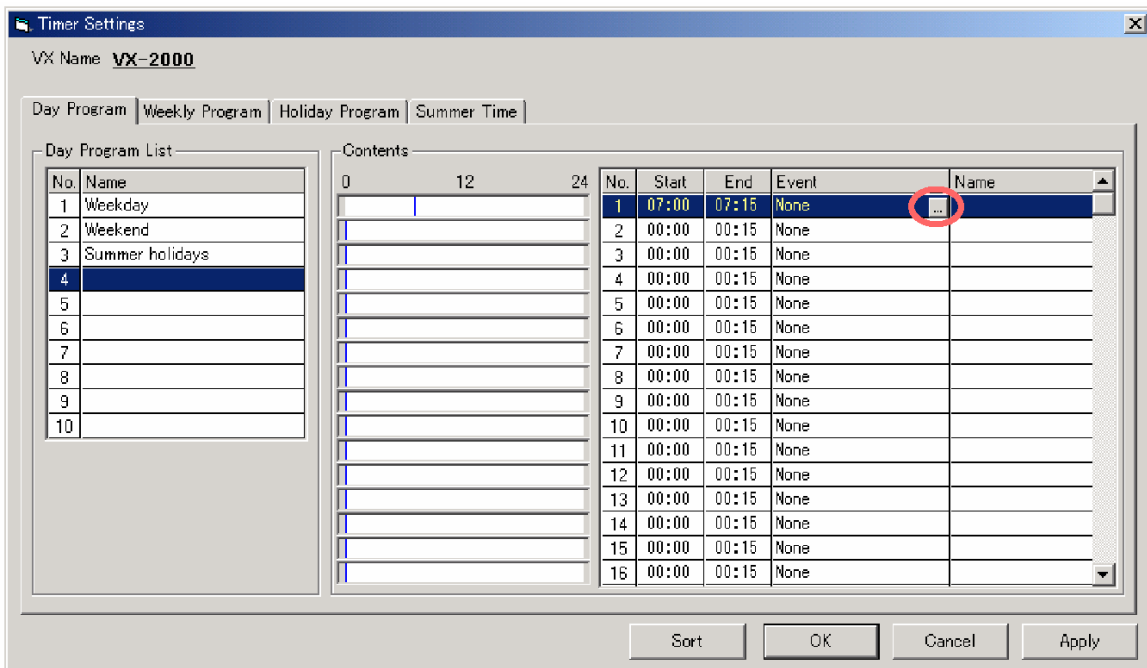 Timer Settings
VX Name VX-2000
Day Program Weekly Program Holiday Program Summer Time
Day Program List
No. Name
1 Weekday
2 Weekend
3 Summer holidays
4
5
6
7
8
9
10
Contents
0 12 24
No. Start End Event Name
1 07:00 07:15 None ...
2 00:00 00:15 None
3 00:00 00:15 None
4 00:00 00:15 None
5 00:00 00:15 None
6 00:00 00:15 None
7 00:00 00:15 None
8 00:00 00:15 None
9 00:00 00:15 None
10 00:00 00:15 None
11 00:00 00:15 None
12 00:00 00:15 None
13 00:00 00:15 None
14 00:00 00:15 None
15 00:00 00:15 None
16 00:00 00:15 None
Sort OK Cancel Apply